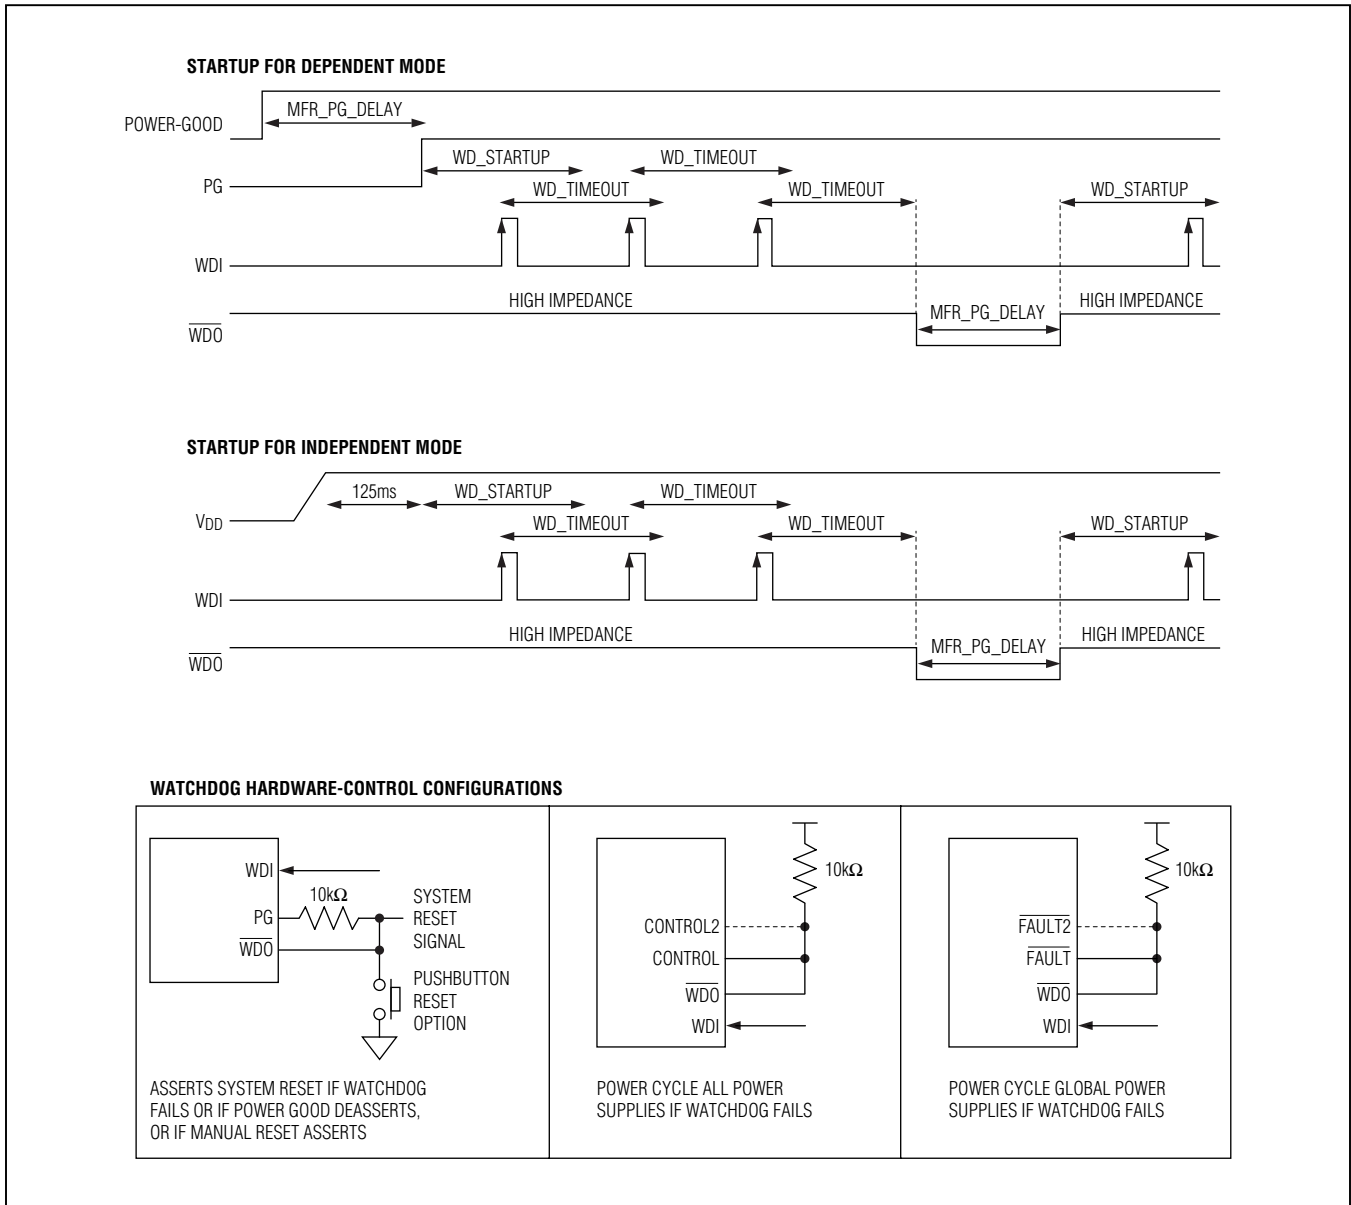 STARTUP FOR DEPENDENT MODE
POWER-GOOD
MFR_PG_DELAY
PG
WD_STARTUP
WD_TIMEOUT
WD_TIMEOUT
WD_TIMEOUT
WD_STARTUP
WDI
HIGH IMPEDANCE
MFR_PG_DELAY
HIGH IMPEDANCE
WDO
STARTUP FOR INDEPENDENT MODE
125ms
WD_STARTUP
WD_TIMEOUT
VDD
WD_TIMEOUT
WD_TIMEOUT
WD_STARTUP
WDI
HIGH IMPEDANCE
MFR_PG_DELAY
HIGH IMPEDANCE
WDO
WATCHDOG HARDWARE-CONTROL CONFIGURATIONS
WDI
10kΩ
PG
WDO
SYSTEM
RESET
SIGNAL
PUSHBUTTON
RESET
OPTION
ASSERTS SYSTEM RESET IF WATCHDOG
FAILS OR IF POWER GOOD DEASSERTS,
OR IF MANUAL RESET ASSERTS
10kΩ
CONTROL2
CONTROL
WDO
WDI
POWER CYCLE ALL POWER
SUPPLIES IF WATCHDOG FAILS
10kΩ
FAULT2
FAULT
WDO
WDI
POWER CYCLE GLOBAL POWER
SUPPLIES IF WATCHDOG FAILS